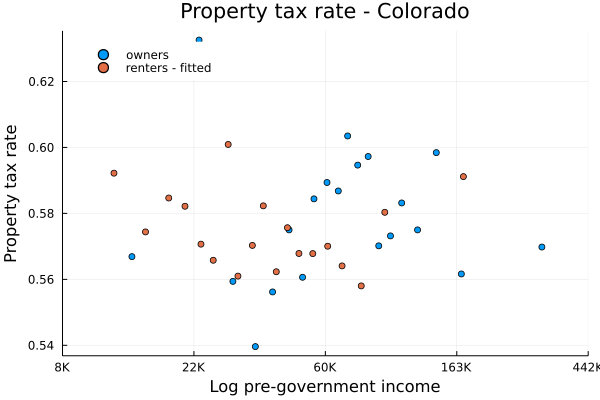 Property tax rate - Colorado
owners
renters - fitted
0.62
0.60
0.58
0.56
0.54
Property tax rate
8K 22K 60K 163K 442K
Log pre-government income